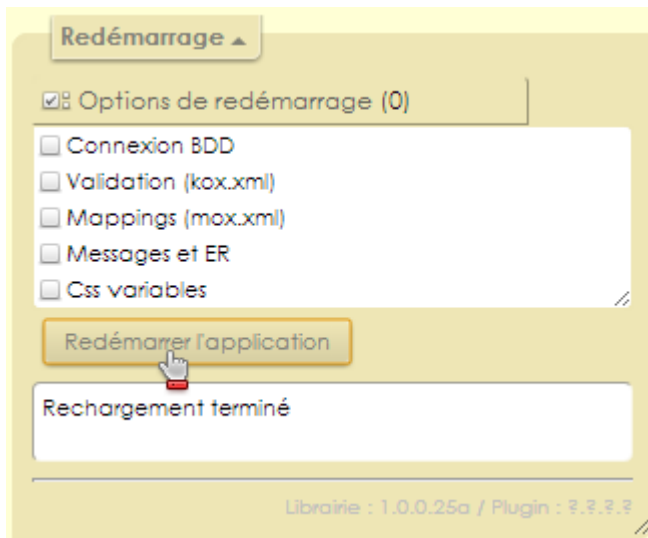 Redémarrage
Options de redémarrage (0)
Connexion BDD
Validation (kox.xml)
Mappings (mox.xml)
Messages et ER
Css variables
Redémarrer l'application
Rechargement terminé
Librairie : 1.0.0.25a / Plugin : ?.?.?.?